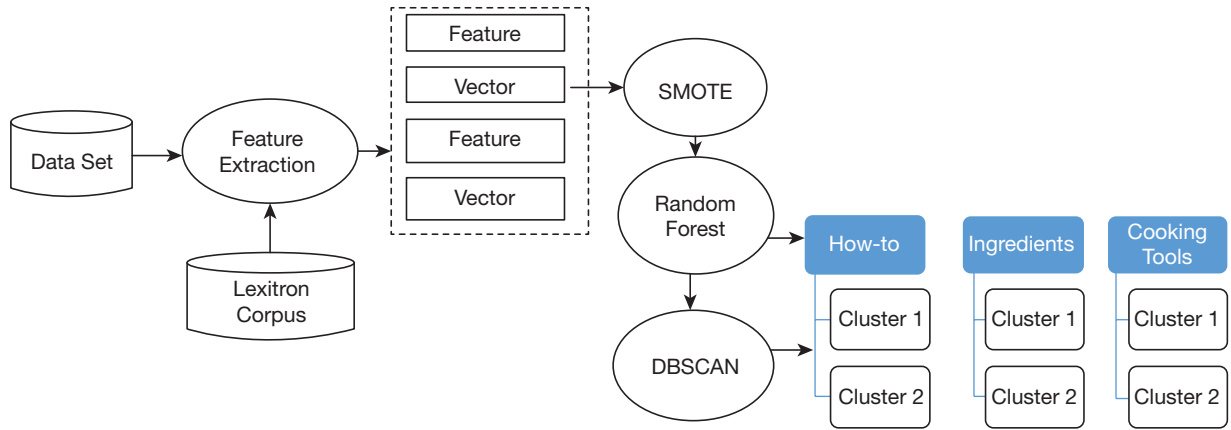 Data Set
Feature
Extraction
Lexitron
Corpus
Feature
Vector
Feature
Vector
SMOTE
Random
Forest
DBSCAN
How-to
Cluster 1
Cluster 2
Ingredients
Cluster 1
Cluster 2
Cooking
Tools
Cluster 1
Cluster 2